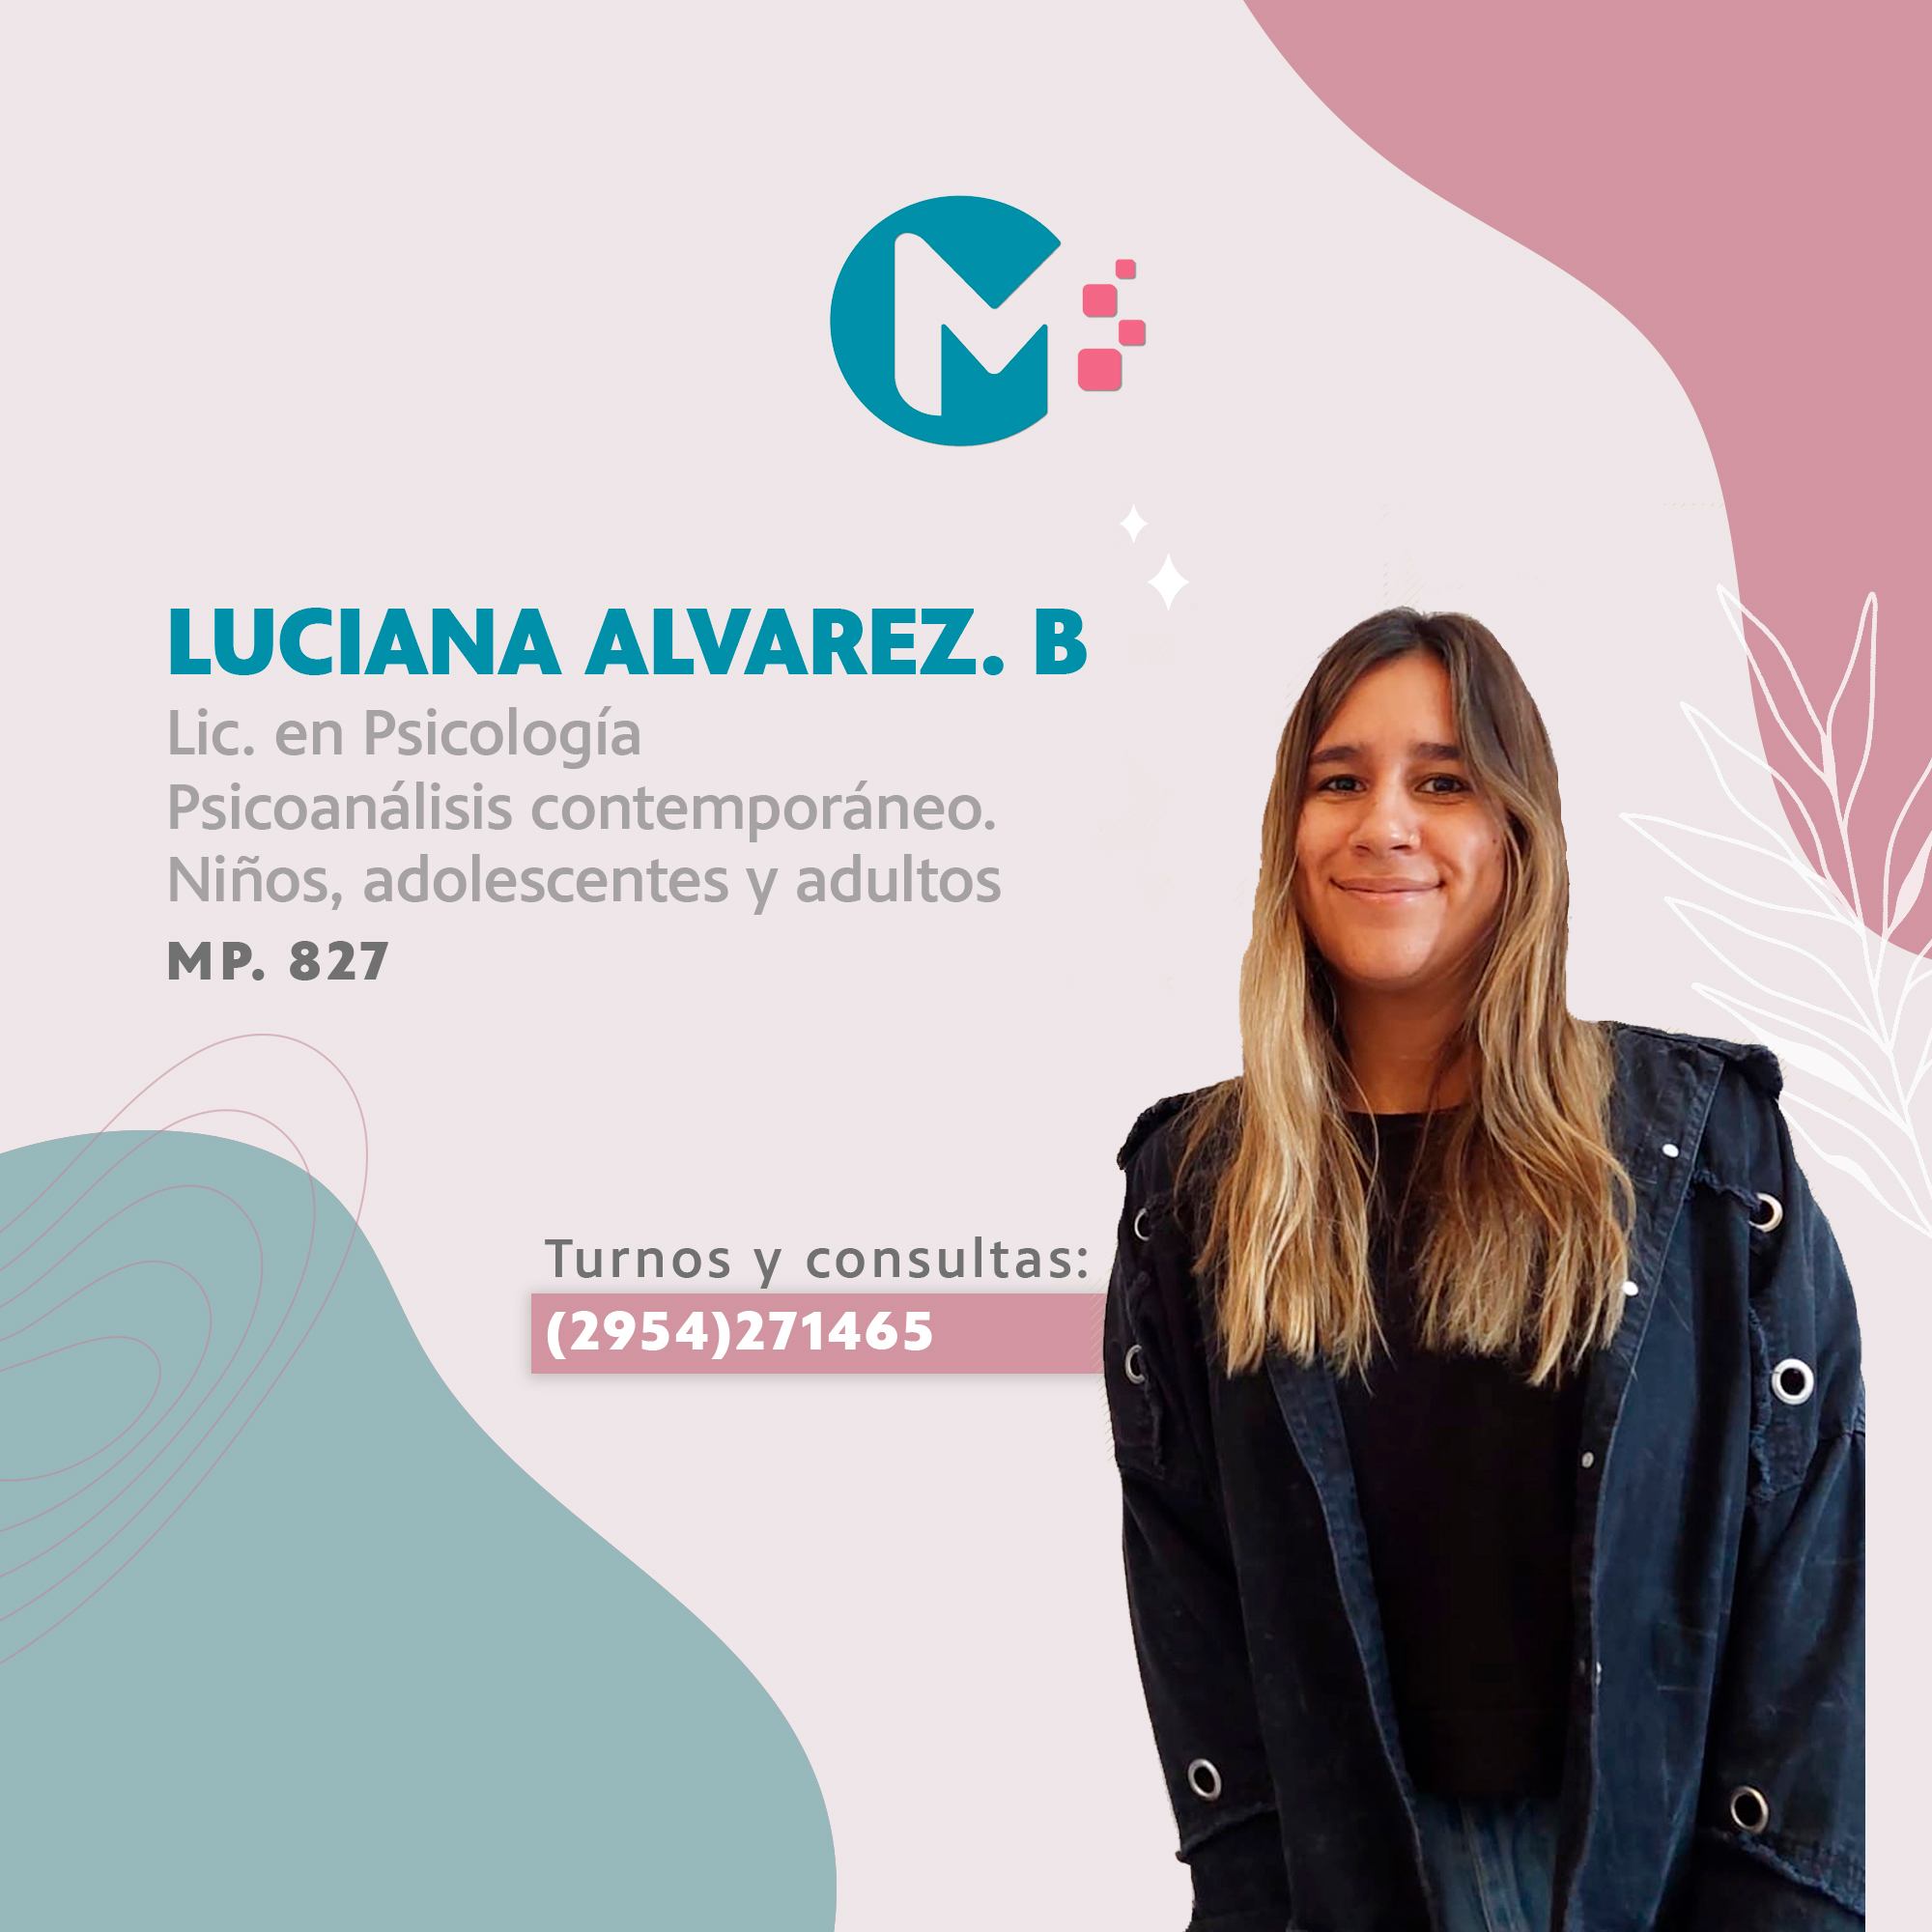 LUCIANA ALVAREZ. B
Lic. en Psicología
Psicoanálisis contemporáneo.
Niños, adolescentes y adultos
MP. 827
Turnos y consultas:
(2954)271465